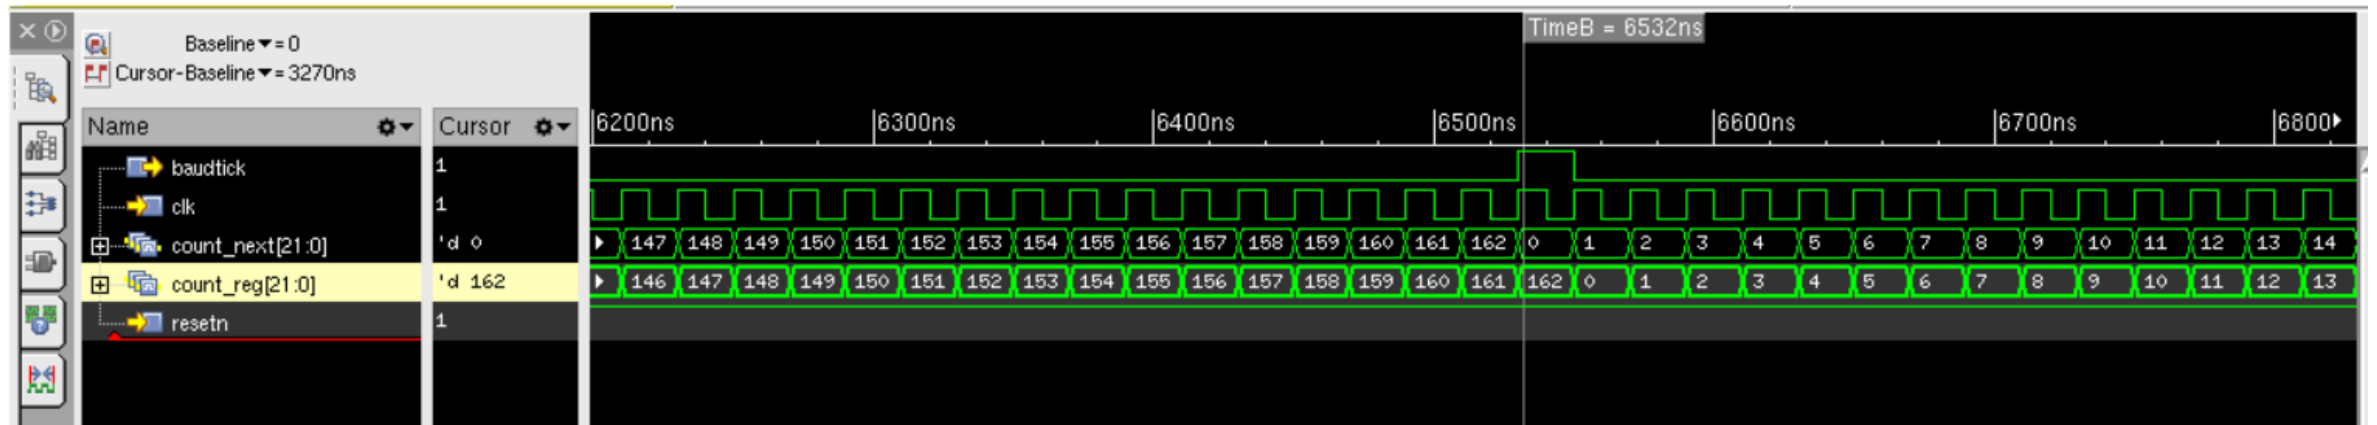 TimeB = 6532ns
Baseline▾= 0
Cursor-Baseline▾= 3270ns
Name Cursor 6200ns 6300ns 6400ns 6500ns 6600ns 6700ns 6800
baudtick 1
clk 1
count_next[21:0] 'd 0 147 148 149 150 151 152 153 154 155 156 157 158 159 160 161 162 0 1 2 3 4 5 6 7 8 9 10 11 12 13 14
count_reg[21:0] 'd 162 146 147 148 149 150 151 152 153 154 155 156 157 158 159 160 161 162 0 1 2 3 4 5 6 7 8 9 10 11 12 13
resetn 1